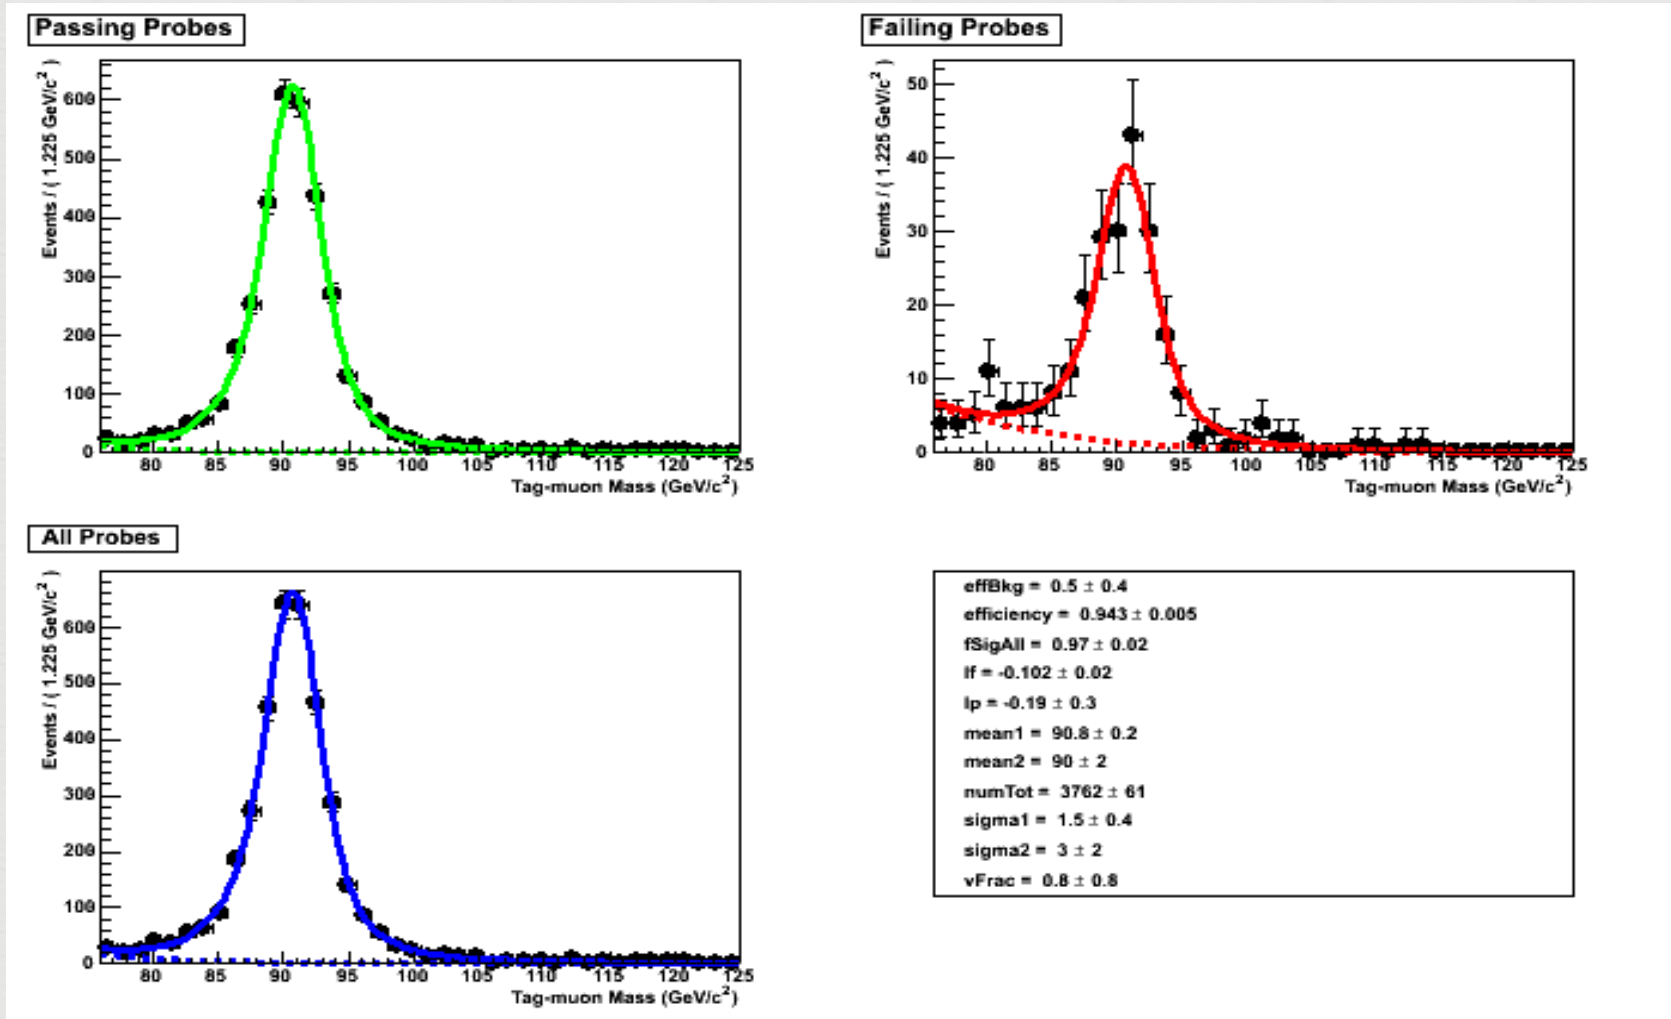 Passing Probes
Events / ( 1.225 GeV/c² )
600
500
400
300
200
100
0
80 85 90 95 100 105 110 115 120 125
Tag-muon Mass (GeV/c²)
Failing Probes
Events / ( 1.225 GeV/c² )
50
40
30
20
10
0
80 85 90 95 100 105 110 115 120 125
Tag-muon Mass (GeV/c²)
All Probes
Events / ( 1.225 GeV/c² )
600
500
400
300
200
100
0
80 85 90 95 100 105 110 115 120 125
Tag-muon Mass (GeV/c²)
effBkg = 0.5 ± 0.4
efficiency = 0.943 ± 0.005
fSigAll = 0.97 ± 0.02
lf = -0.102 ± 0.02
lp = -0.19 ± 0.3
mean1 = 90.8 ± 0.2
mean2 = 90 ± 2
numTot = 3762 ± 61
sigma1 = 1.5 ± 0.4
sigma2 = 3 ± 2
vFrac = 0.8 ± 0.8